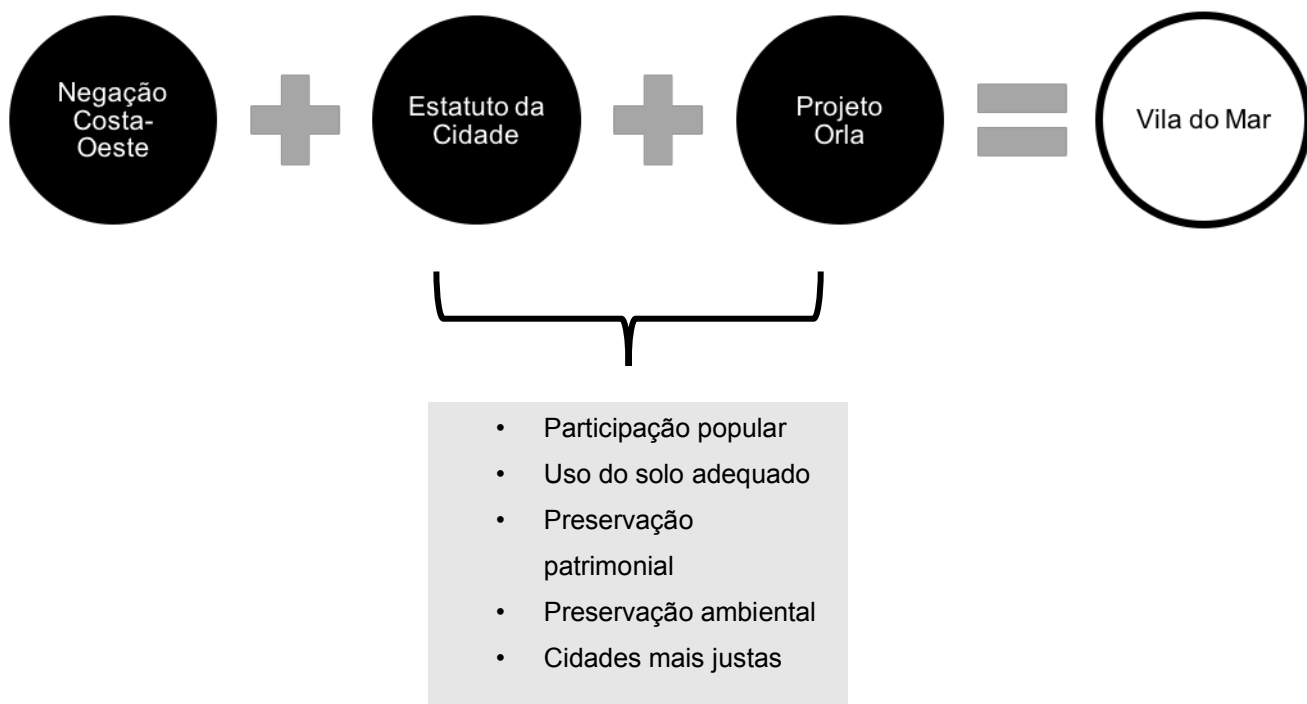 Negação
Costa-
Oeste
Estatuto da
Cidade
Projeto
Orla
Vila do Mar
• Participação popular
• Uso do solo adequado
• Preservação
patrimonial
• Preservação ambiental
• Cidades mais justas